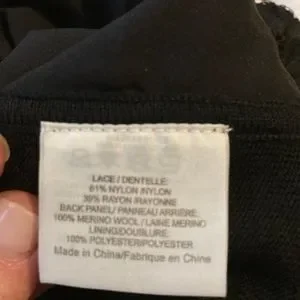 LACE / DENTELLE:
61% NYLON /NYLON
39% RAYON /RAYONNE
BACK PANEL/ PANNEAU ARRIÈRE:
100% MERINO WOOL / LAINE MERINO
LINING/DOUBLURE:
100% POLYESTER/POLYESTER
Made in China/Fabrique en Chine